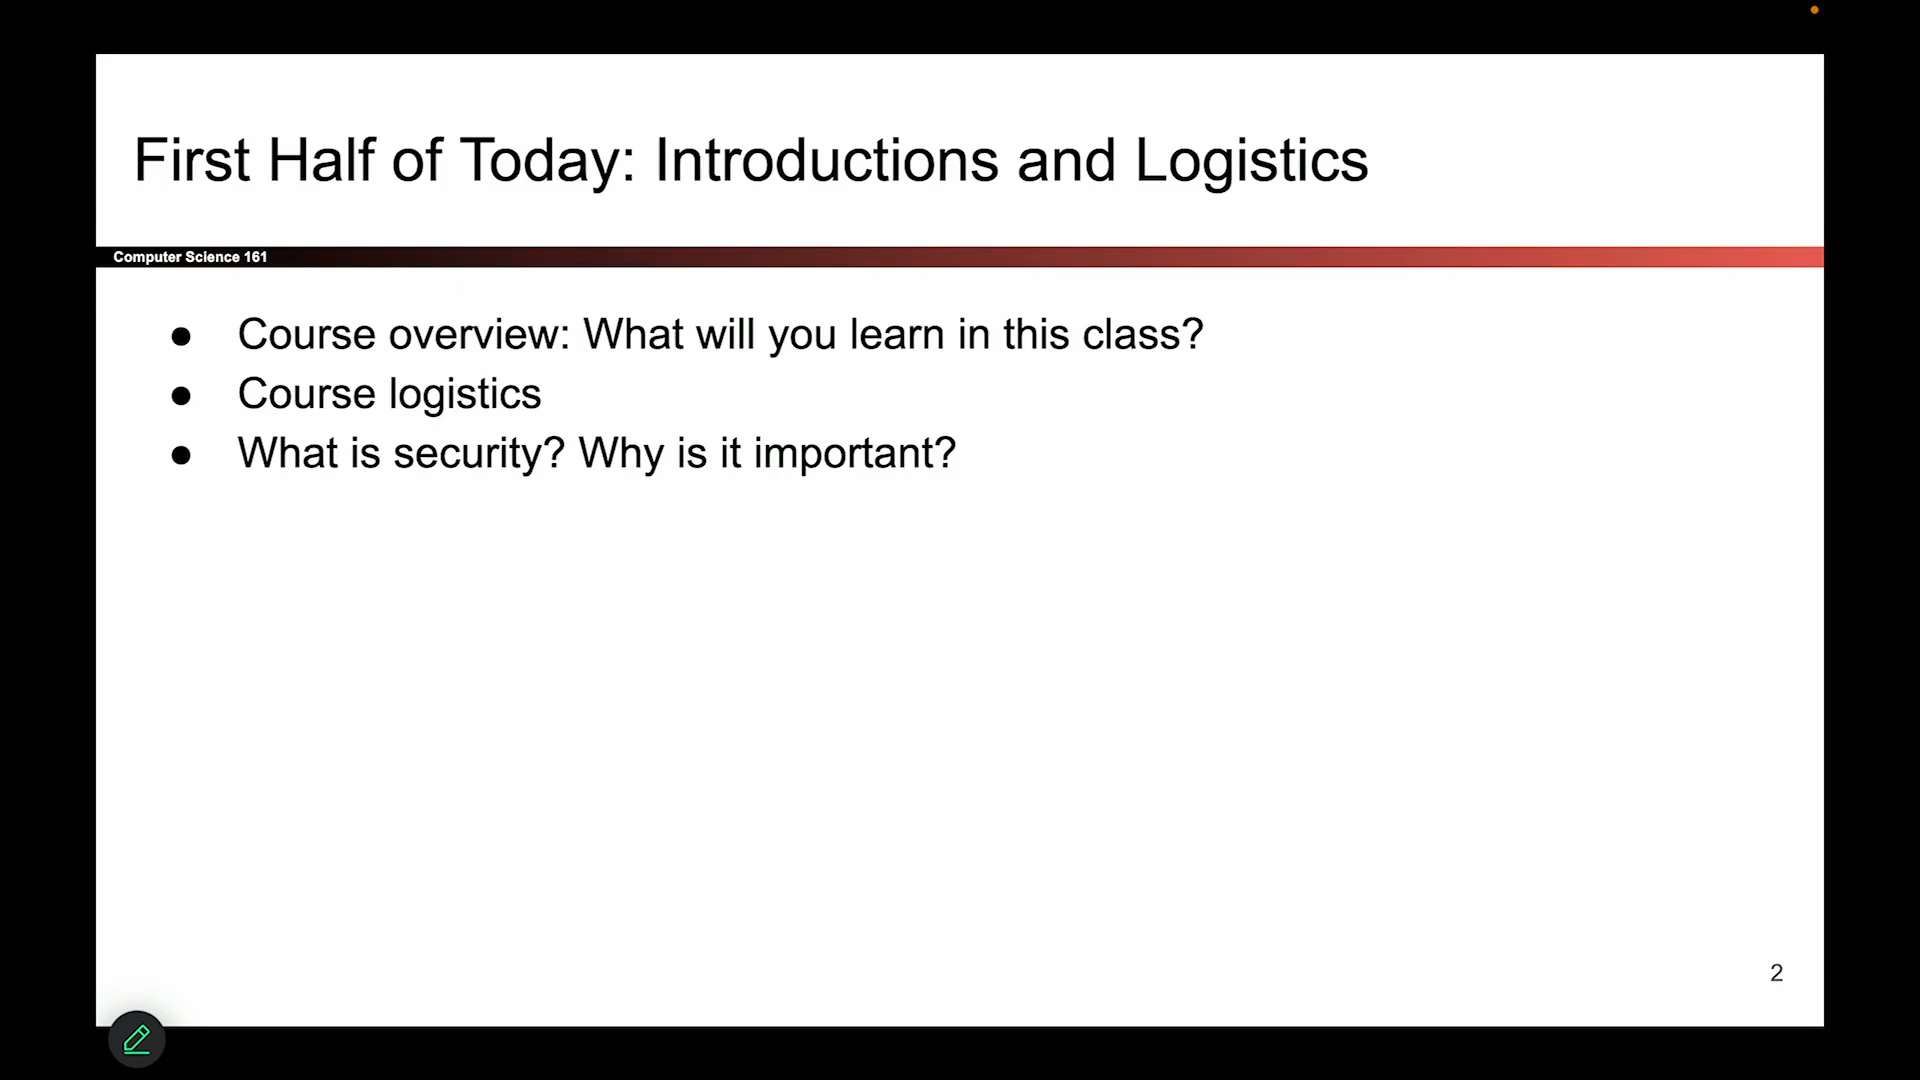 First Half of Today: Introductions and Logistics
Computer Science 161
● Course overview: What will you learn in this class?
● Course logistics
● What is security? Why is it important?
2